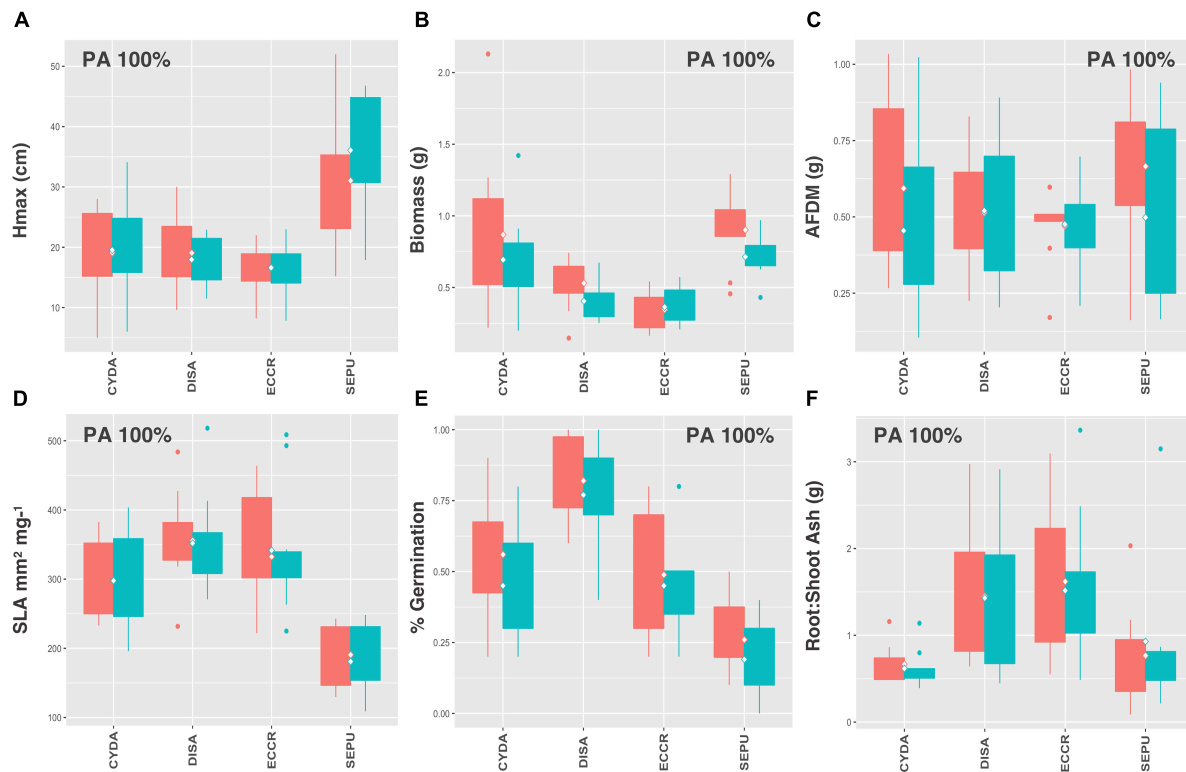 A
PA 100%
Hmax (cm)
50
40
30
20
10
CYDA
DISA
ECCR
SEPU
B
PA 100%
Biomass (g)
2.0
1.5
1.0
0.5
CYDA
DISA
ECCR
SEPU
C
PA 100%
AFDM (g)
1.00
0.75
0.50
0.25
CYDA
DISA
ECCR
SEPU
D
PA 100%
SLA mm² mg-¹
500
400
300
200
100
CYDA
DISA
ECCR
SEPU
E
PA 100%
% Germination
1.00
0.75
0.50
0.25
0.00
CYDA
DISA
ECCR
SEPU
F
PA 100%
Root:Shoot Ash (g)
3
2
1
0
CYDA
DISA
ECCR
SEPU